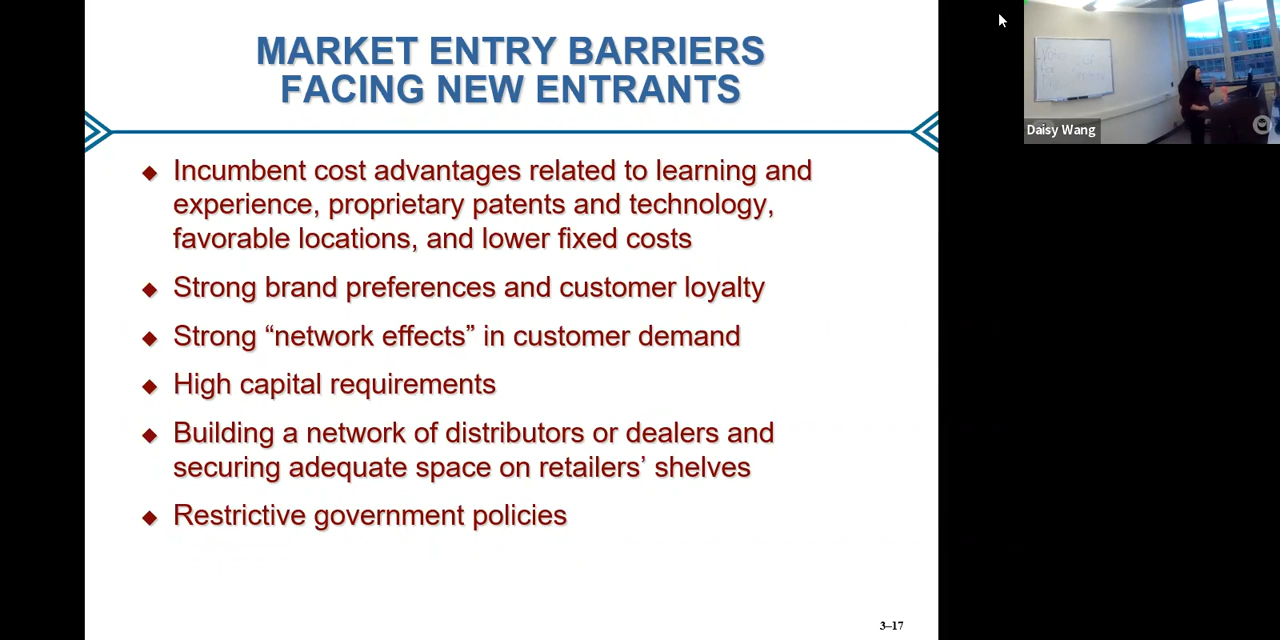 MARKET ENTRY BARRIERS
FACING NEW ENTRANTS
Incumbent cost advantages related to learning and
experience, proprietary patents and technology,
favorable locations, and lower fixed costs
Strong brand preferences and customer loyalty
Strong “network effects” in customer demand
High capital requirements
Building a network of distributors or dealers and
securing adequate space on retailers’ shelves
Restrictive government policies
3–17
Daisy Wang